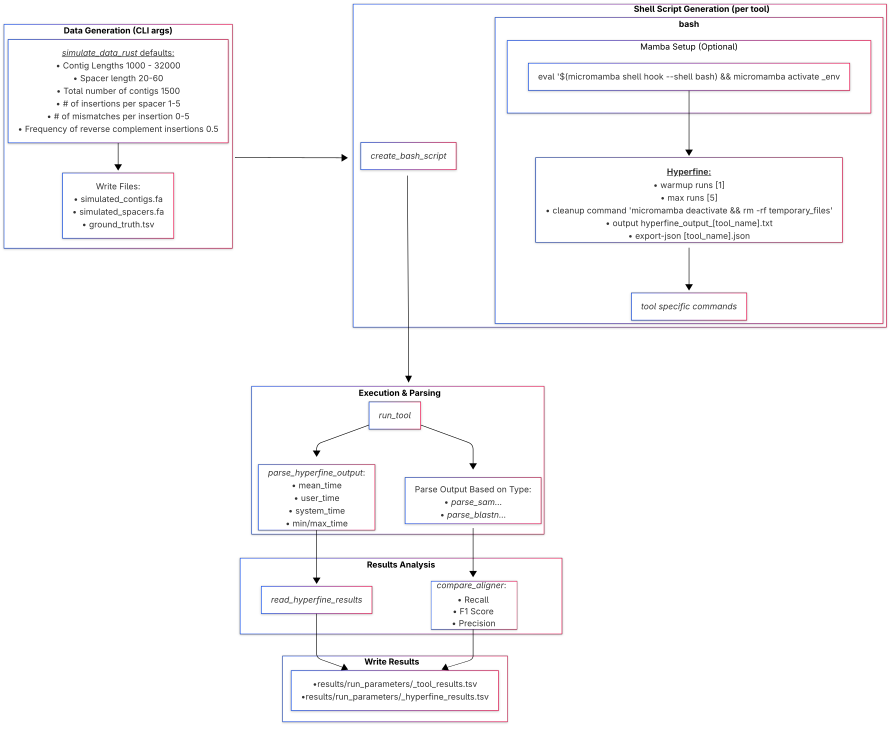 Data Generation (CLI args)
simulate_data_rust defaults:
• Contig Lengths 1000 - 32000
• Spacer length 20-60
• Total number of contigs 1500
• # of insertions per spacer 1-5
• # of mismatches per insertion 0-5
• Frequency of reverse complement insertions 0.5
Write Files:
• simulated_contigs.fa
• simulated_spacers.fa
• ground_truth.tsv
Shell Script Generation (per tool)
create_bash_script
bash
Mamba Setup (Optional)
eval '$(micromamba shell hook --shell bash) && micromamba activate _env
Hyperfine:
• warmup runs [1]
• max runs [5]
• cleanup command 'micromamba deactivate && rm -rf temporary_files'
• output hyperfine_output_[tool_name].txt
• export-json [tool_name].json
tool specific commands
Execution & Parsing
run_tool
parse_hyperfine_output:
• mean_time
• user_time
• system_time
• min/max_time
Parse Output Based on Type:
• parse_sam...
• parse_blastn...
Results Analysis
read_hyperfine_results
compare_aligner:
• Recall
• F1 Score
• Precision
Write Results
•results/run_parameters/_tool_results.tsv
•results/run_parameters/_hyperfine_results.tsv